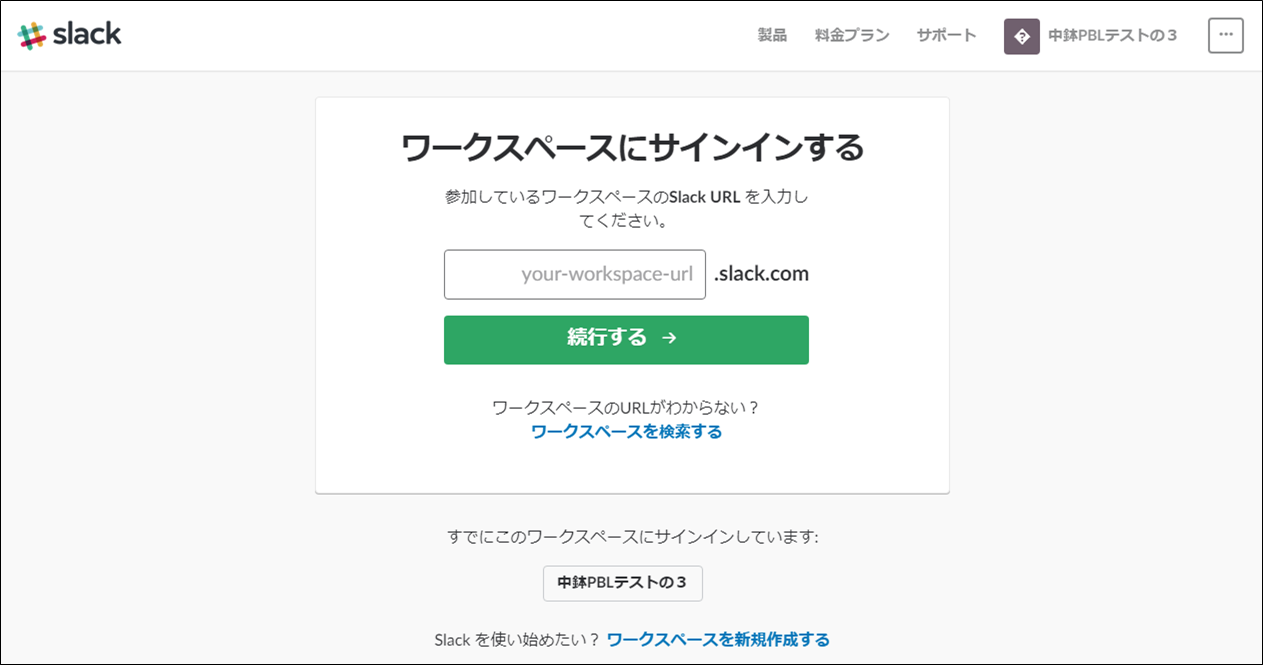 slack
製品 料金プラン サポート 中鉢PBLテストの３
ワークスペースにサインインする
参加しているワークスペースのSlack URL を入力し
てください。
your-workspace-url .slack.com
続行する →
ワークスペースのURLがわからない？
ワークスペースを検索する
すでにこのワークスペースにサインインしています:
中鉢PBLテストの３
Slack を使い始めたい？ ワークスペースを新規作成する